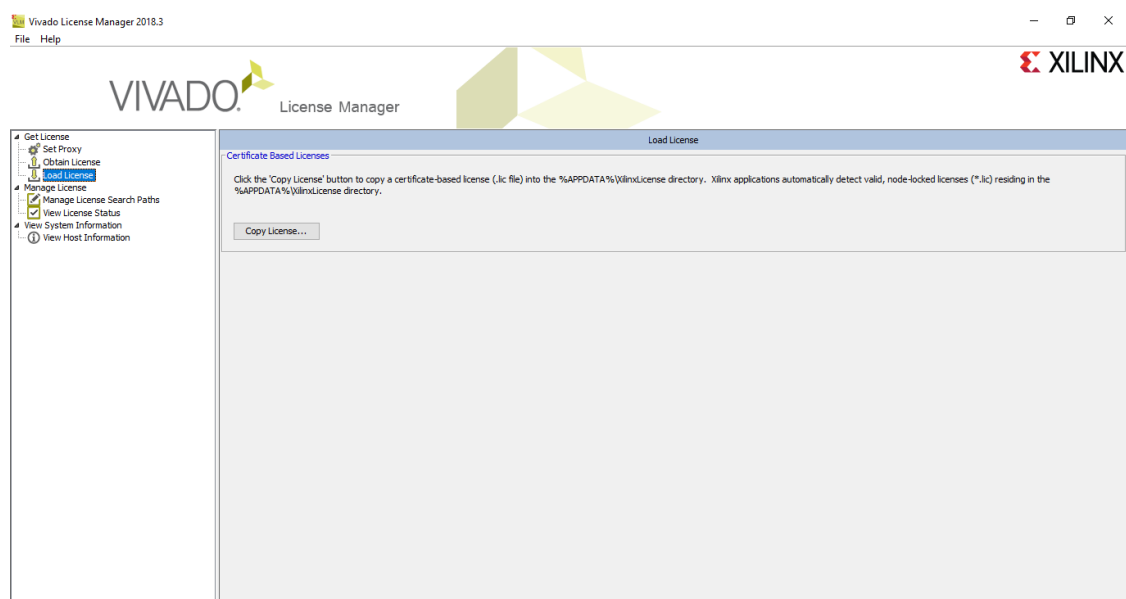 Vivado License Manager 2018.3
File Help
XILINX
VIVADO.
License Manager
Get License
Set Proxy
Obtain License
Load License
Manage License
Manage License Search Paths
View License Status
View System Information
View Host Information
Load License
Certificate Based Licenses
Click the 'Copy License' button to copy a certificate-based license (.lic file) into the %APPDATA%\XilinxLicense directory. Xilinx applications automatically detect valid, node-locked licenses (*.lic) residing in the
%APPDATA%\XilinxLicense directory.
Copy License...